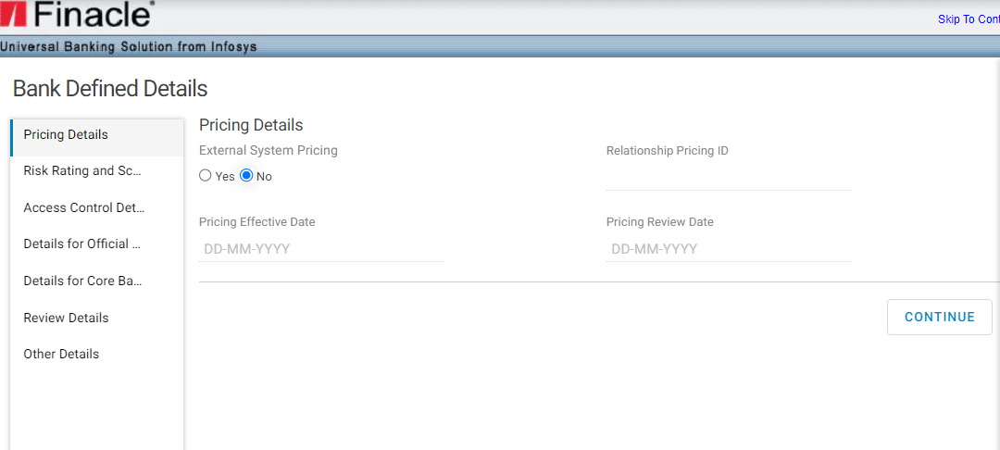 Finacle
Skip To Cont
Universal Banking Solution from Infosys
Bank Defined Details
Pricing Details
Risk Rating and Sc...
Access Control Det...
Details for Official ...
Details for Core Ba...
Review Details
Other Details
Pricing Details
External System Pricing
Yes No
Relationship Pricing ID
Pricing Effective Date
DD-MM-YYYY
Pricing Review Date
DD-MM-YYYY
CONTINUE